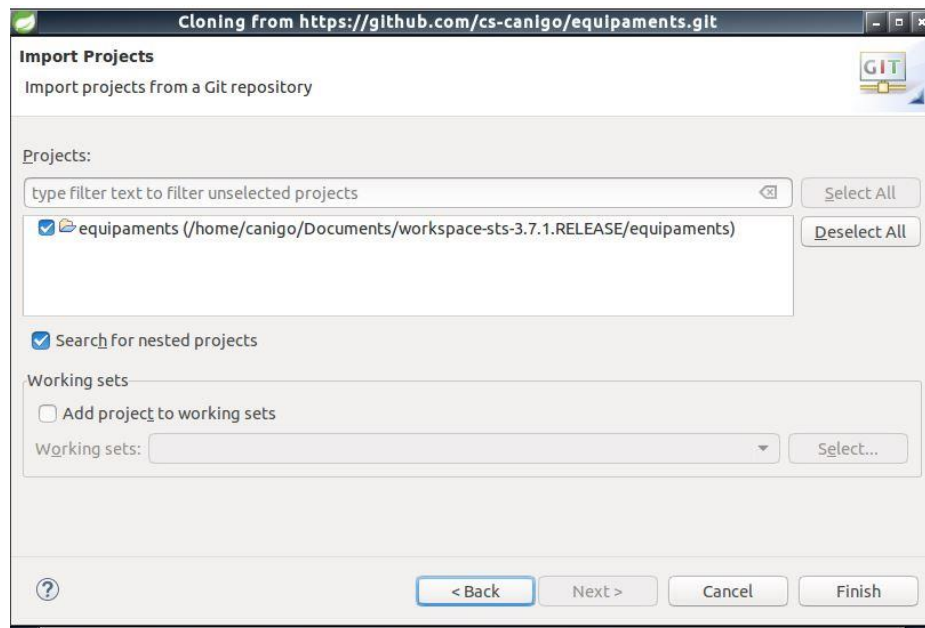 Cloning from https://github.com/cs-canigo/equipaments.git
Import Projects
Import projects from a Git repository
GIT
Projects:
type filter text to filter unselected projects
Select All
equipaments (/home/canigo/Documents/workspace-sts-3.7.1.RELEASE/equipaments)
Deselect All
Search for nested projects
Working sets
Add project to working sets
Working sets:
Select...
?
< Back
Next >
Cancel
Finish